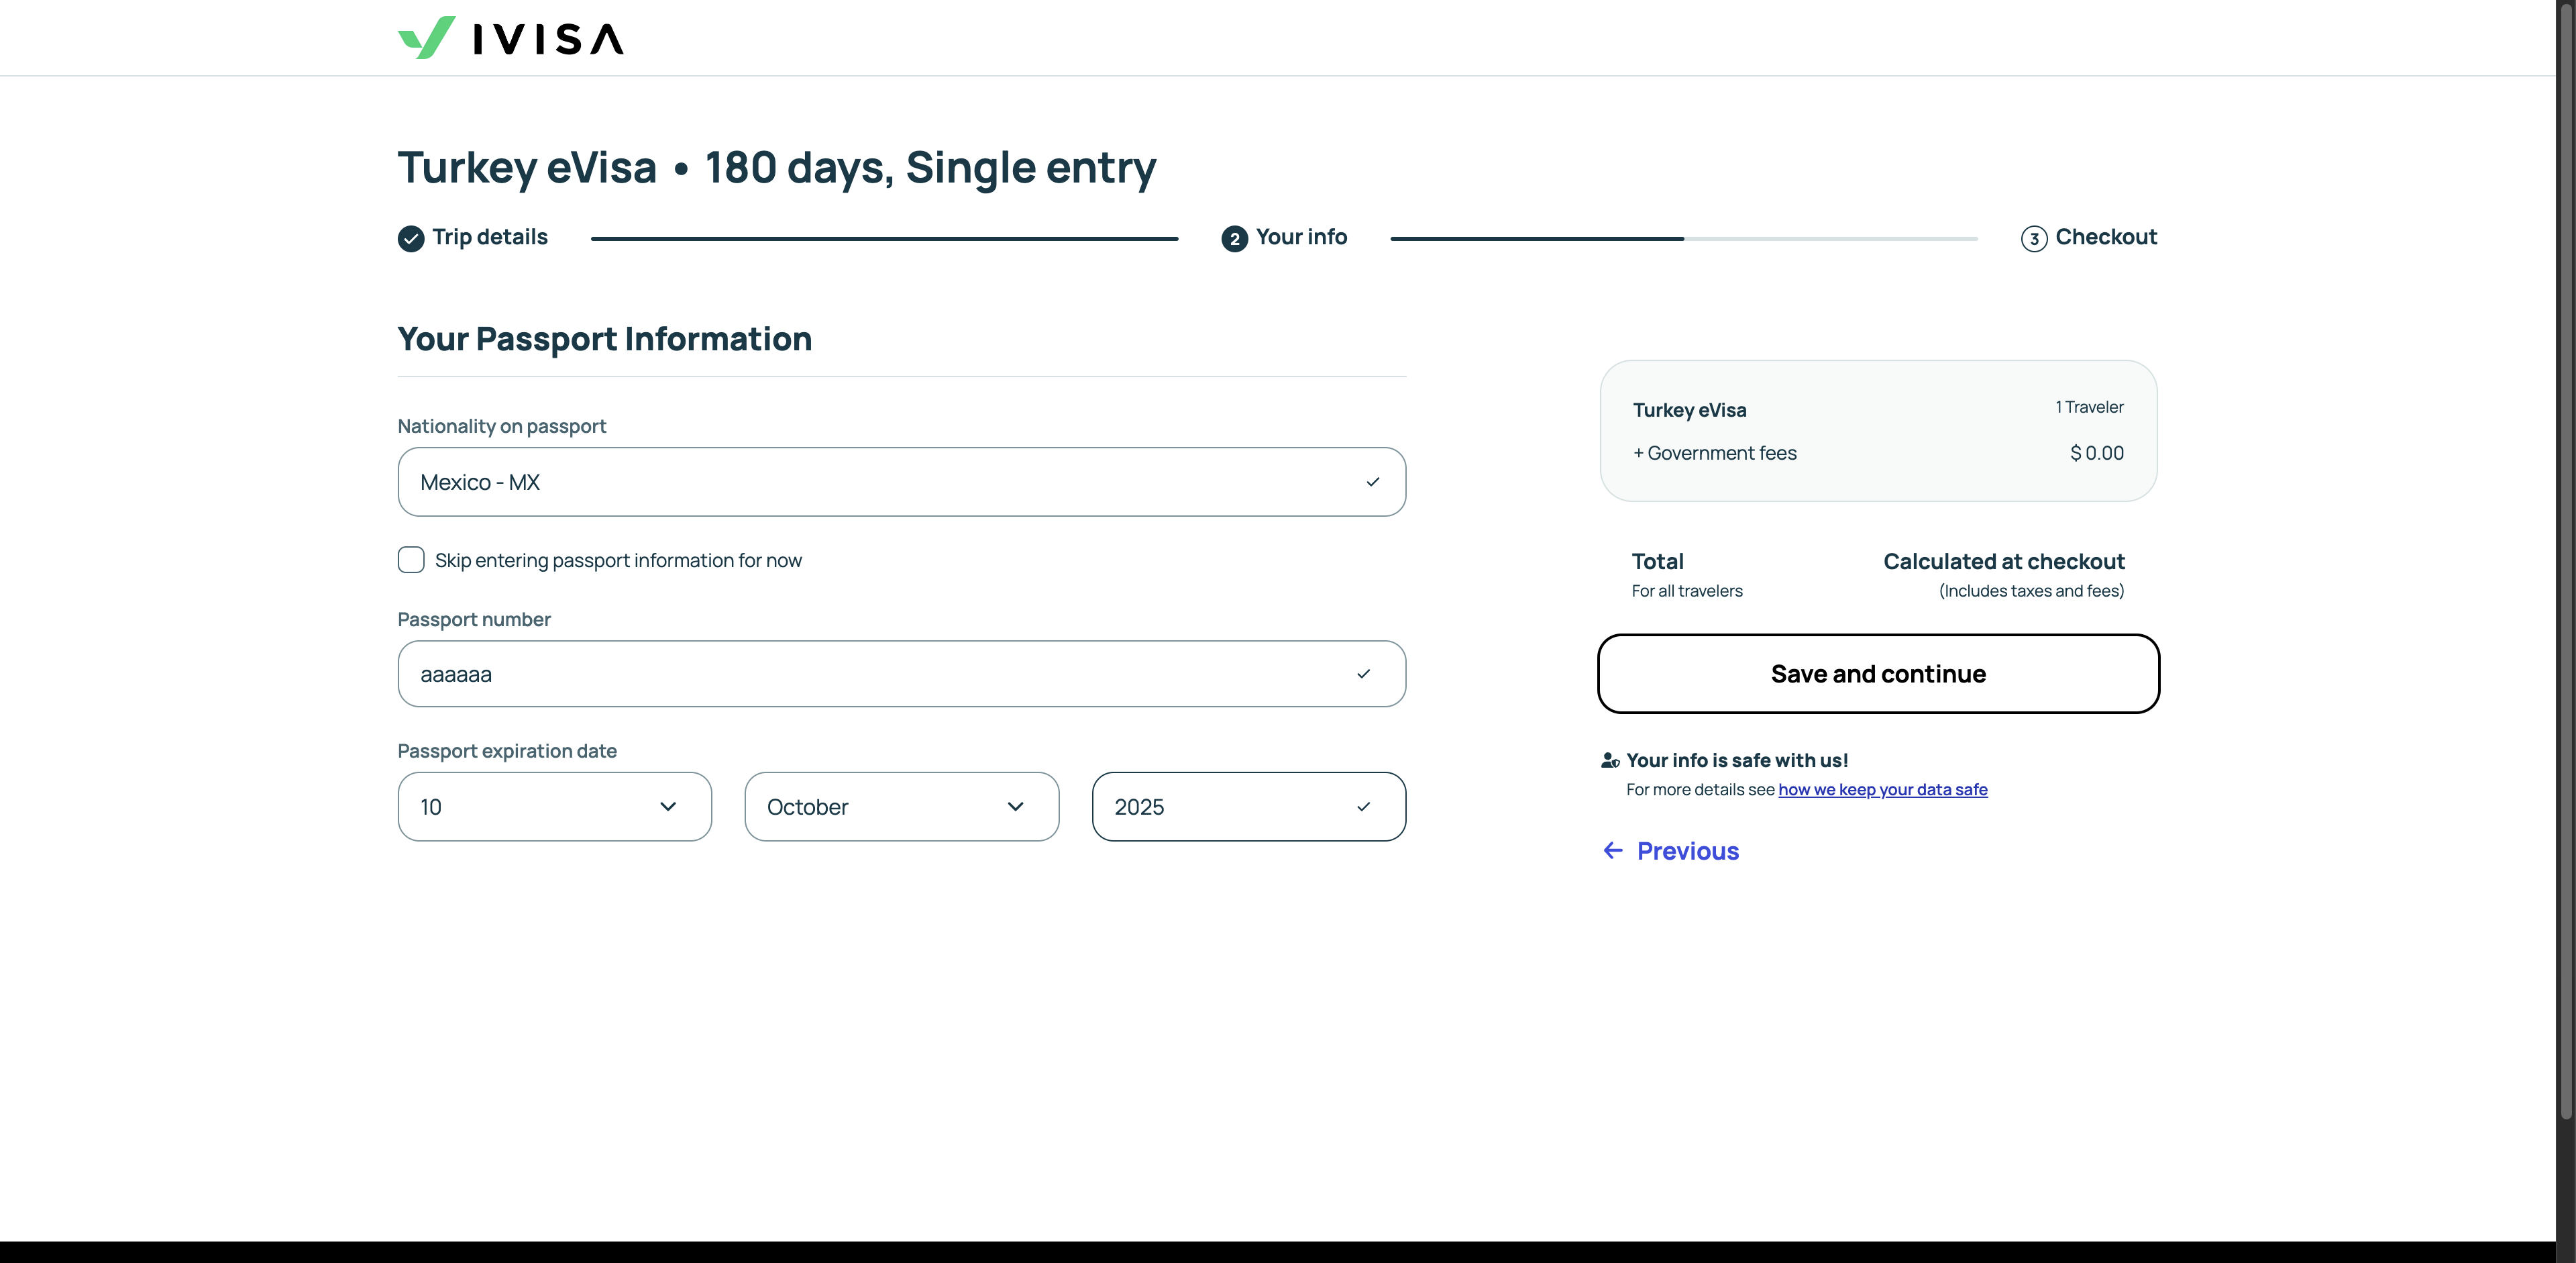 IVISA
Turkey eVisa • 180 days, Single entry
Trip details
2 Your info
3 Checkout
Your Passport Information
Nationality on passport
Mexico - MX
Skip entering passport information for now
Passport number
aaaaaa
Passport expiration date
10
October
2025
Turkey eVisa
1 Traveler
+ Government fees
$ 0.00
Total
Calculated at checkout
For all travelers
(Includes taxes and fees)
Save and continue
Your info is safe with us!
For more details see how we keep your data safe
Previous